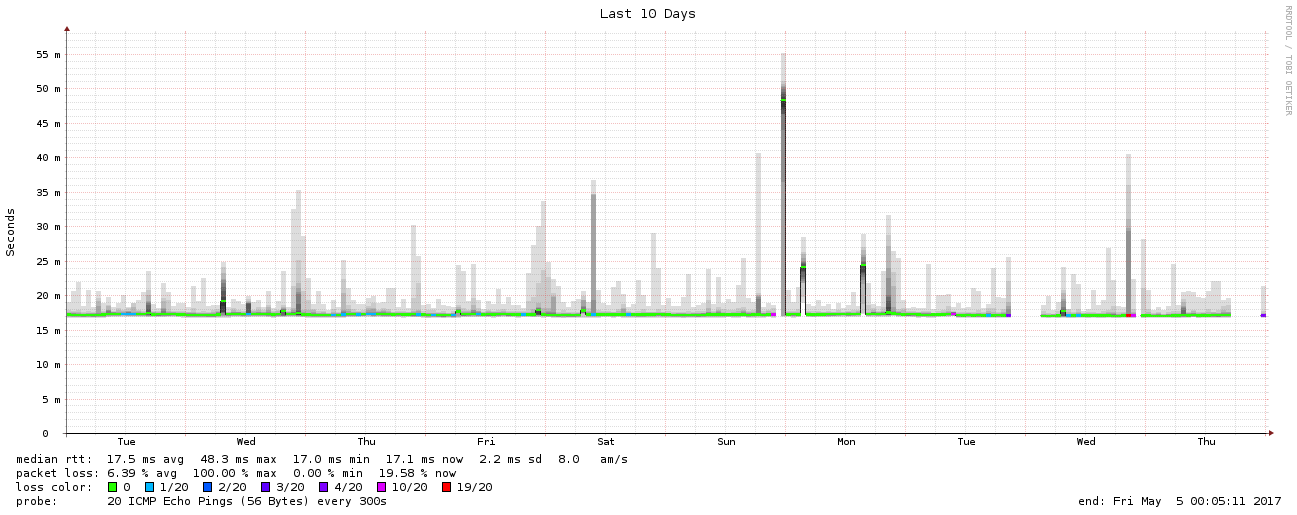 Last 10 Days
RRDTOOL / TOBI OETIKER
Seconds
55 m
50 m
45 m
40 m
35 m
30 m
25 m
20 m
15 m
10 m
5 m
0
Tue Wed Thu Fri Sat Sun Mon Tue Wed Thu
median rtt: 17.5 ms avg 48.3 ms max 17.0 ms min 17.1 ms now 2.2 ms sd 8.0 am/s
packet loss: 6.39 % avg 100.00 % max 0.00 % min 19.58 % now
loss color: 0 1/20 2/20 3/20 4/20 10/20 19/20
probe: 20 ICMP Echo Pings (56 Bytes) every 300s end: Fri May 5 00:05:11 2017